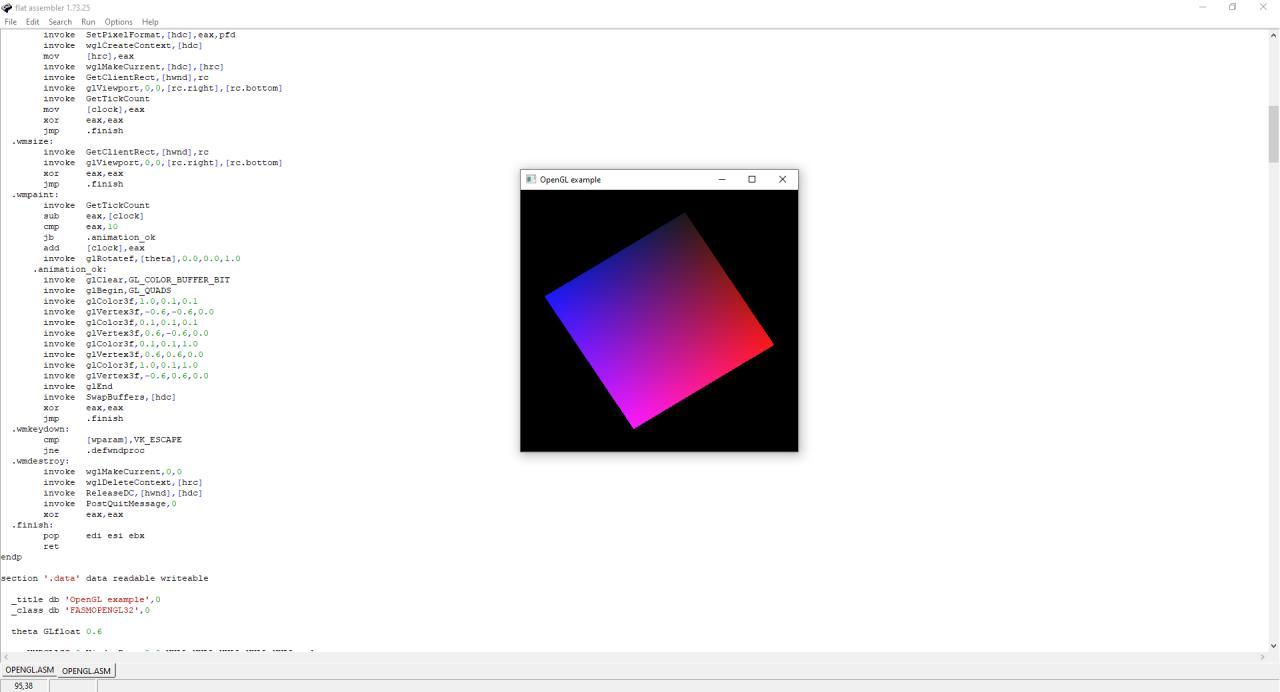 flat assembler 1.73.25
File Edit Search Run Options Help
invoke SetPixelFormat,[hdc],eax,pfd
invoke wglCreateContext,[hdc]
mov [hrc],eax
invoke wglMakeCurrent,[hdc],[hrc]
invoke GetClientRect,[hwnd],rc
invoke glViewport,0,0,[rc.right],[rc.bottom]
invoke GetTickCount
mov [clock],eax
xor eax,eax
jmp .finish
.wmsize:
invoke GetClientRect,[hwnd],rc
invoke glViewport,0,0,[rc.right],[rc.bottom]
xor eax,eax
jmp .finish
.wmpaint:
invoke GetTickCount
sub eax,[clock]
cmp eax,10
jb .animation_ok
add [clock],eax
invoke glRotatef,[theta],0.0,0.0,1.0
.animation_ok:
invoke glClear,GL_COLOR_BUFFER_BIT
invoke glBegin,GL_QUADS
invoke glColor3f,1.0,0.1,0.1
invoke glVertex3f,-0.6,-0.6,0.0
invoke glColor3f,0.1,0.1,0.1
invoke glVertex3f,0.6,-0.6,0.0
invoke glColor3f,0.1,0.1,1.0
invoke glVertex3f,0.6,0.6,0.0
invoke glColor3f,1.0,0.1,1.0
invoke glVertex3f,-0.6,0.6,0.0
invoke glEnd
invoke SwapBuffers,[hdc]
xor eax,eax
jmp .finish
.wmkeydown:
cmp [wparam],VK_ESCAPE
jne .defwndproc
.wmdestroy:
invoke wglMakeCurrent,0,0
invoke wglDeleteContext,[hrc]
invoke ReleaseDC,[hwnd],[hdc]
invoke PostQuitMessage,0
xor eax,eax
.finish:
pop edi esi ebx
ret
endp
section '.data' data readable writeable
_title db 'OpenGL example',0
_class db 'FASMOPENGL32',0
theta GLfloat 0.6
OpenGL example
OPENGL.ASM OPENGL.ASM
95,38